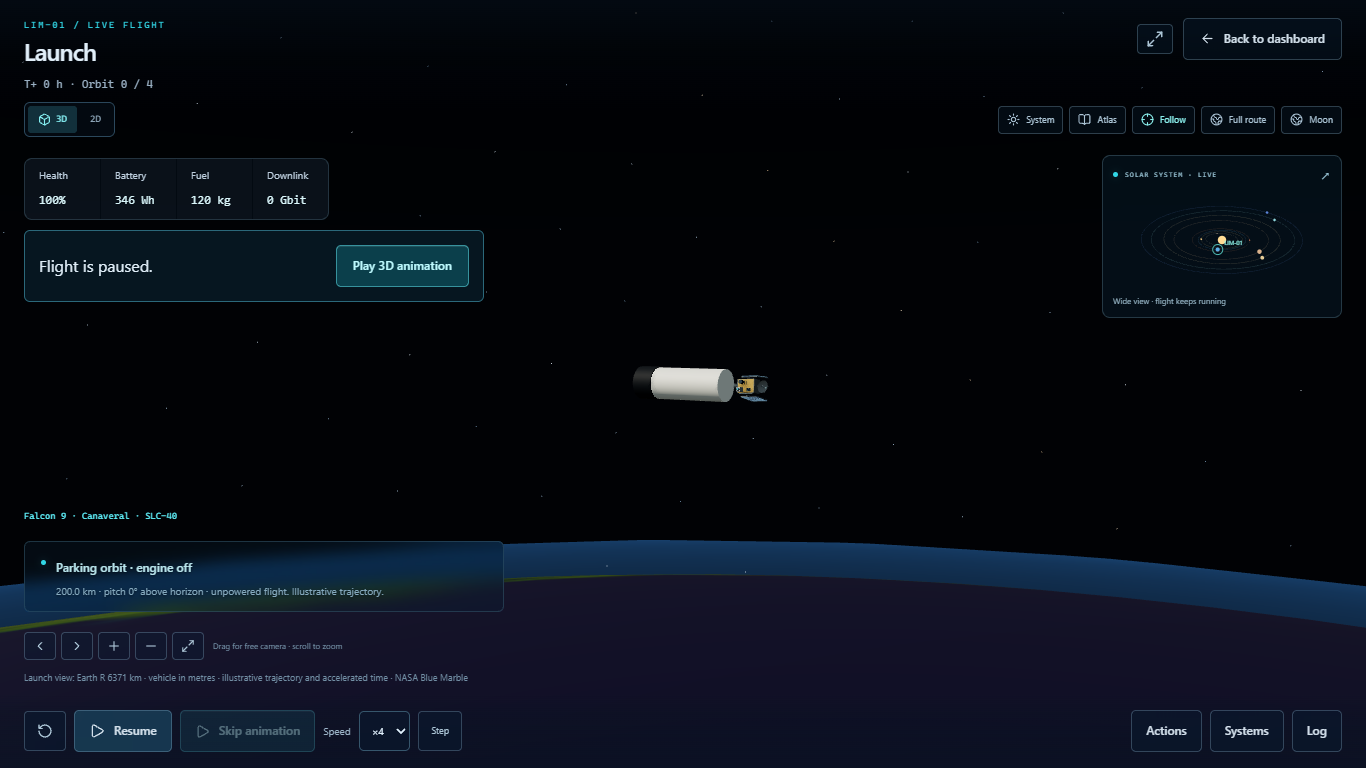 LIM-01 / LIVE FLIGHT
Launch
Back to dashboard
T+ 0 h · Orbit 0 / 4
3D 2D
System Atlas Follow Full route Moon
Health Battery Fuel Downlink
100% 346 Wh 120 kg 0 Gbit
SOLAR SYSTEM · LIVE
LIM-01
Wide view · flight keeps running
Flight is paused.
Play 3D animation
Falcon 9 · Canaveral · SLC-40
Parking orbit · engine off
200.0 km · pitch 0° above horizon · unpowered flight. Illustrative trajectory.
Drag for free camera · scroll to zoom
Launch view: Earth R 6371 km · vehicle in metres · illustrative trajectory and accelerated time · NASA Blue Marble
Resume Skip animation Speed x4 Step
Actions Systems Log